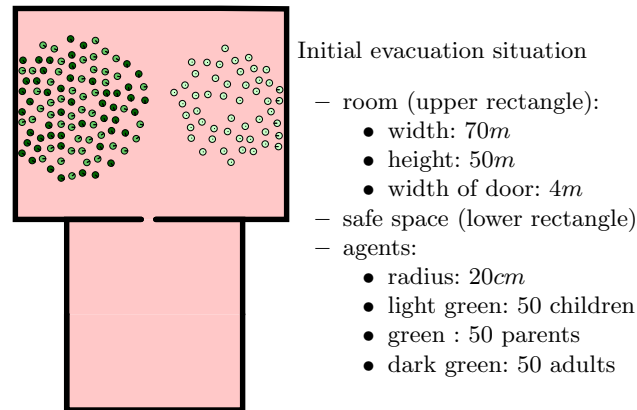 Initial evacuation situation
– room (upper rectangle):
• width: 70m
• height: 50m
• width of door: 4m
– safe space (lower rectangle)
– agents:
• radius: 20cm
• light green: 50 children
• green : 50 parents
• dark green: 50 adults